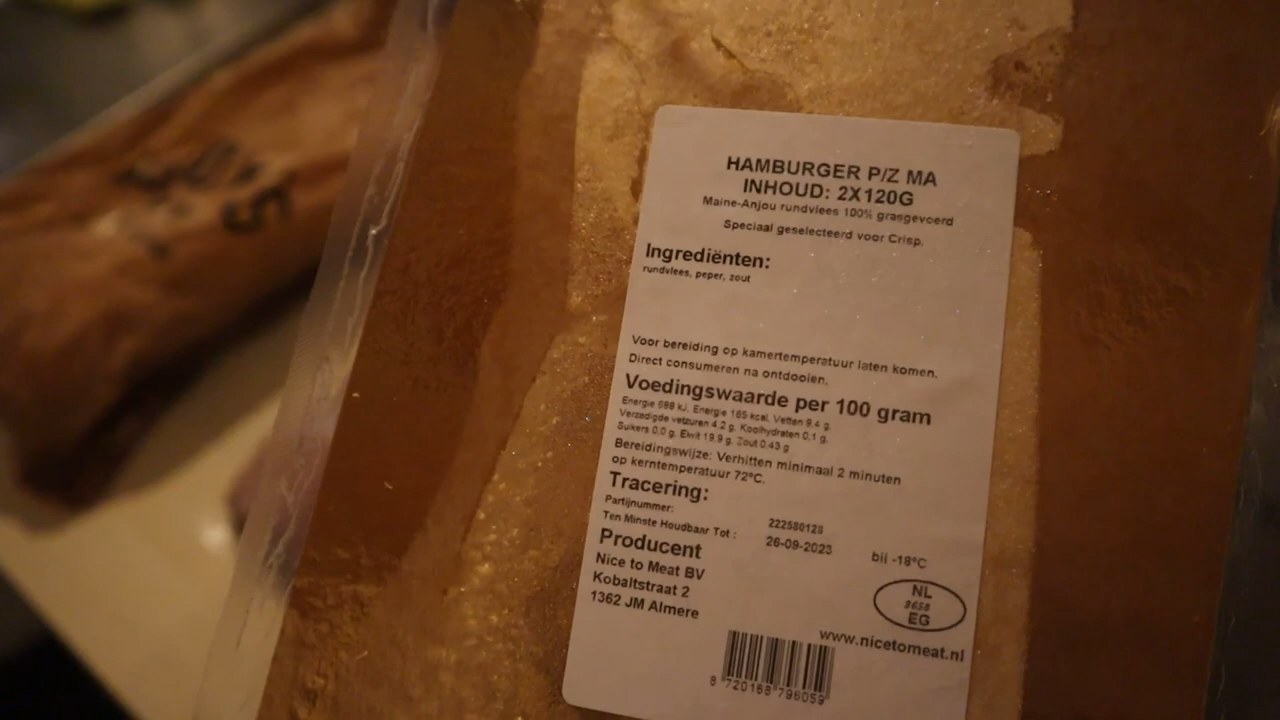 HAMBURGER P/Z MA
INHOUD: 2X120G
Maine-Anjou rundvlees 100% grasgevoerd
Speciaal geselecteerd voor Crisp.
Ingrediënten:
rundvlees, peper, zout
Voor bereiding op kamertemperatuur laten komen.
Direct consumeren na ontdooien.
Voedingswaarde per 100 gram
Energie 688 kJ, Energie 165 kcal, Vetten 9.4 g,
Verzadigde vetzuren 4.2 g, Koolhydraten 0.1 g,
Suikers 0.0 g, Eiwit 19.9 g, Zout 0.43 g
Bereidingswijze: Verhitten minimaal 2 minuten
op kerntemperatuur 72°C.
Tracering:
Partijnummer: 222580128
Ten Minste Houdbaar Tot : 26-09-2023 bij -18°C
Producent
Nice to Meat BV
Kobaltstraat 2
1362 JM Almere
NL
3658
EG
www.nicetomeat.nl
8 720168 796059